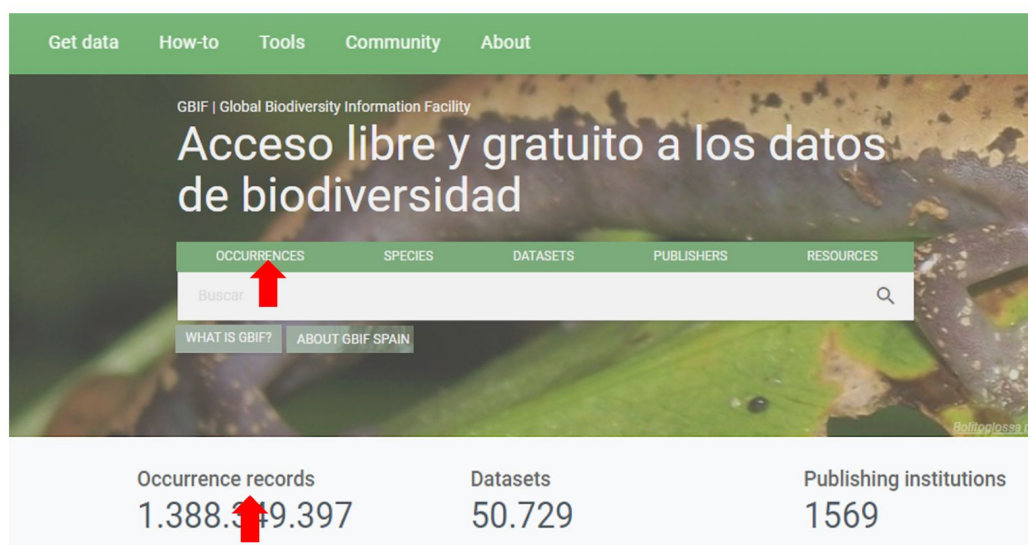 Get data How-to Tools Community About
GBIF | Global Biodiversity Information Facility
Acceso libre y gratuito a los datos
de biodiversidad
OCCURRENCES SPECIES DATASETS PUBLISHERS RESOURCES
Buscar
WHAT IS GBIF? ABOUT GBIF SPAIN
Bolitoglossa
Occurrence records Datasets Publishing institutions
50.729 1569